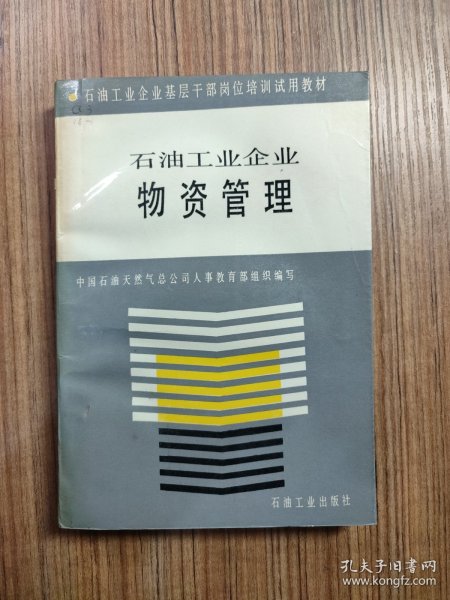 石油工业企业基层干部岗位培训试用教材
石油工业企业
物资管理
中国石油天然气总公司人事教育部组织编写
石油工业出版社
孔夫子旧书网
www.kongfz.com